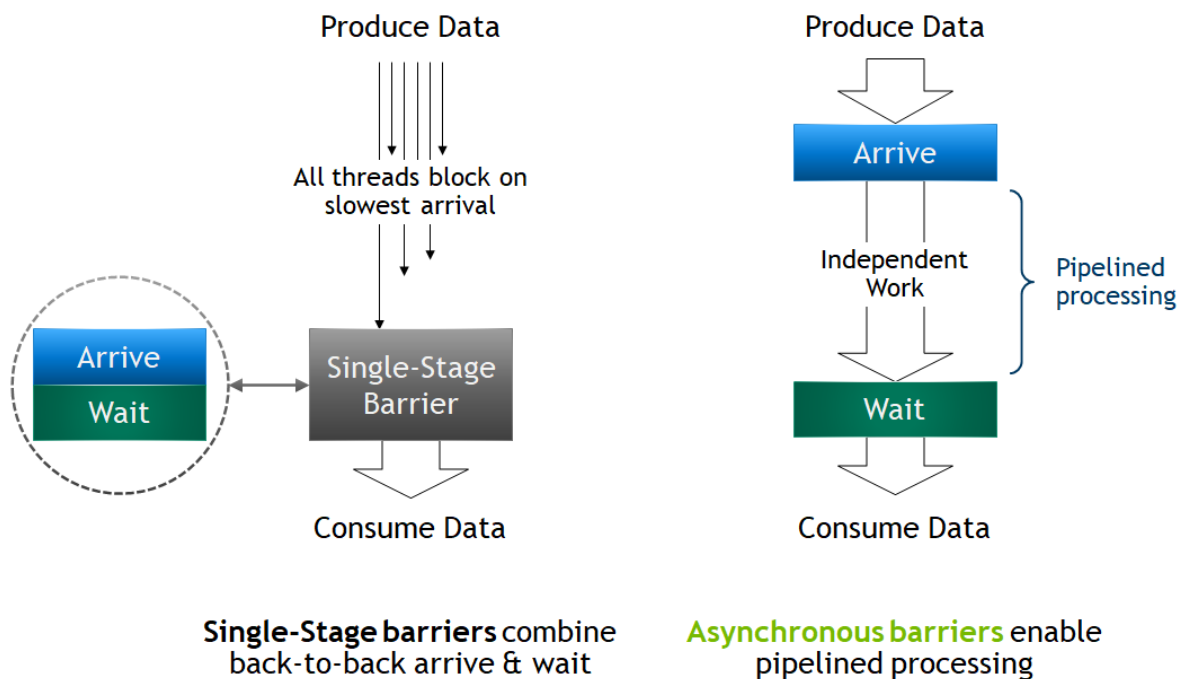 Produce Data
All threads block on
slowest arrival
Arrive
Wait
Single-Stage
Barrier
Consume Data
Single-Stage barriers combine
back-to-back arrive & wait
Produce Data
Arrive
Independent
Work
Pipelined
processing
Wait
Consume Data
Asynchronous barriers enable
pipelined processing